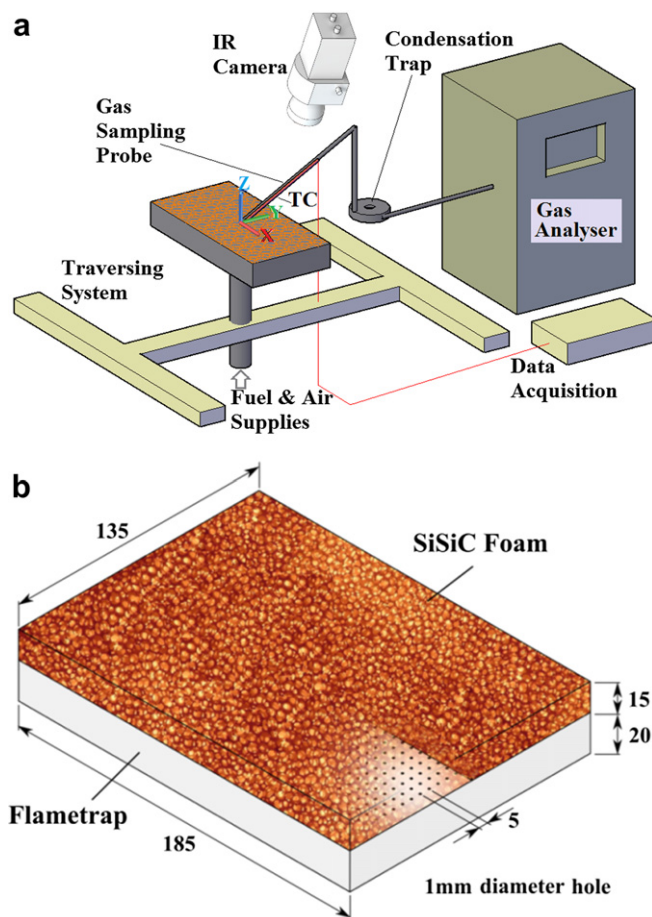 a
IR
Camera
Condensation
Trap
Gas
Sampling
Probe
Z
TC
Y
X
Gas
Analyser
Traversing
System
Data
Acquisition
Fuel & Air
Supplies
b
135
SiSiC Foam
15
20
Flametrap
5
185
1mm diameter hole